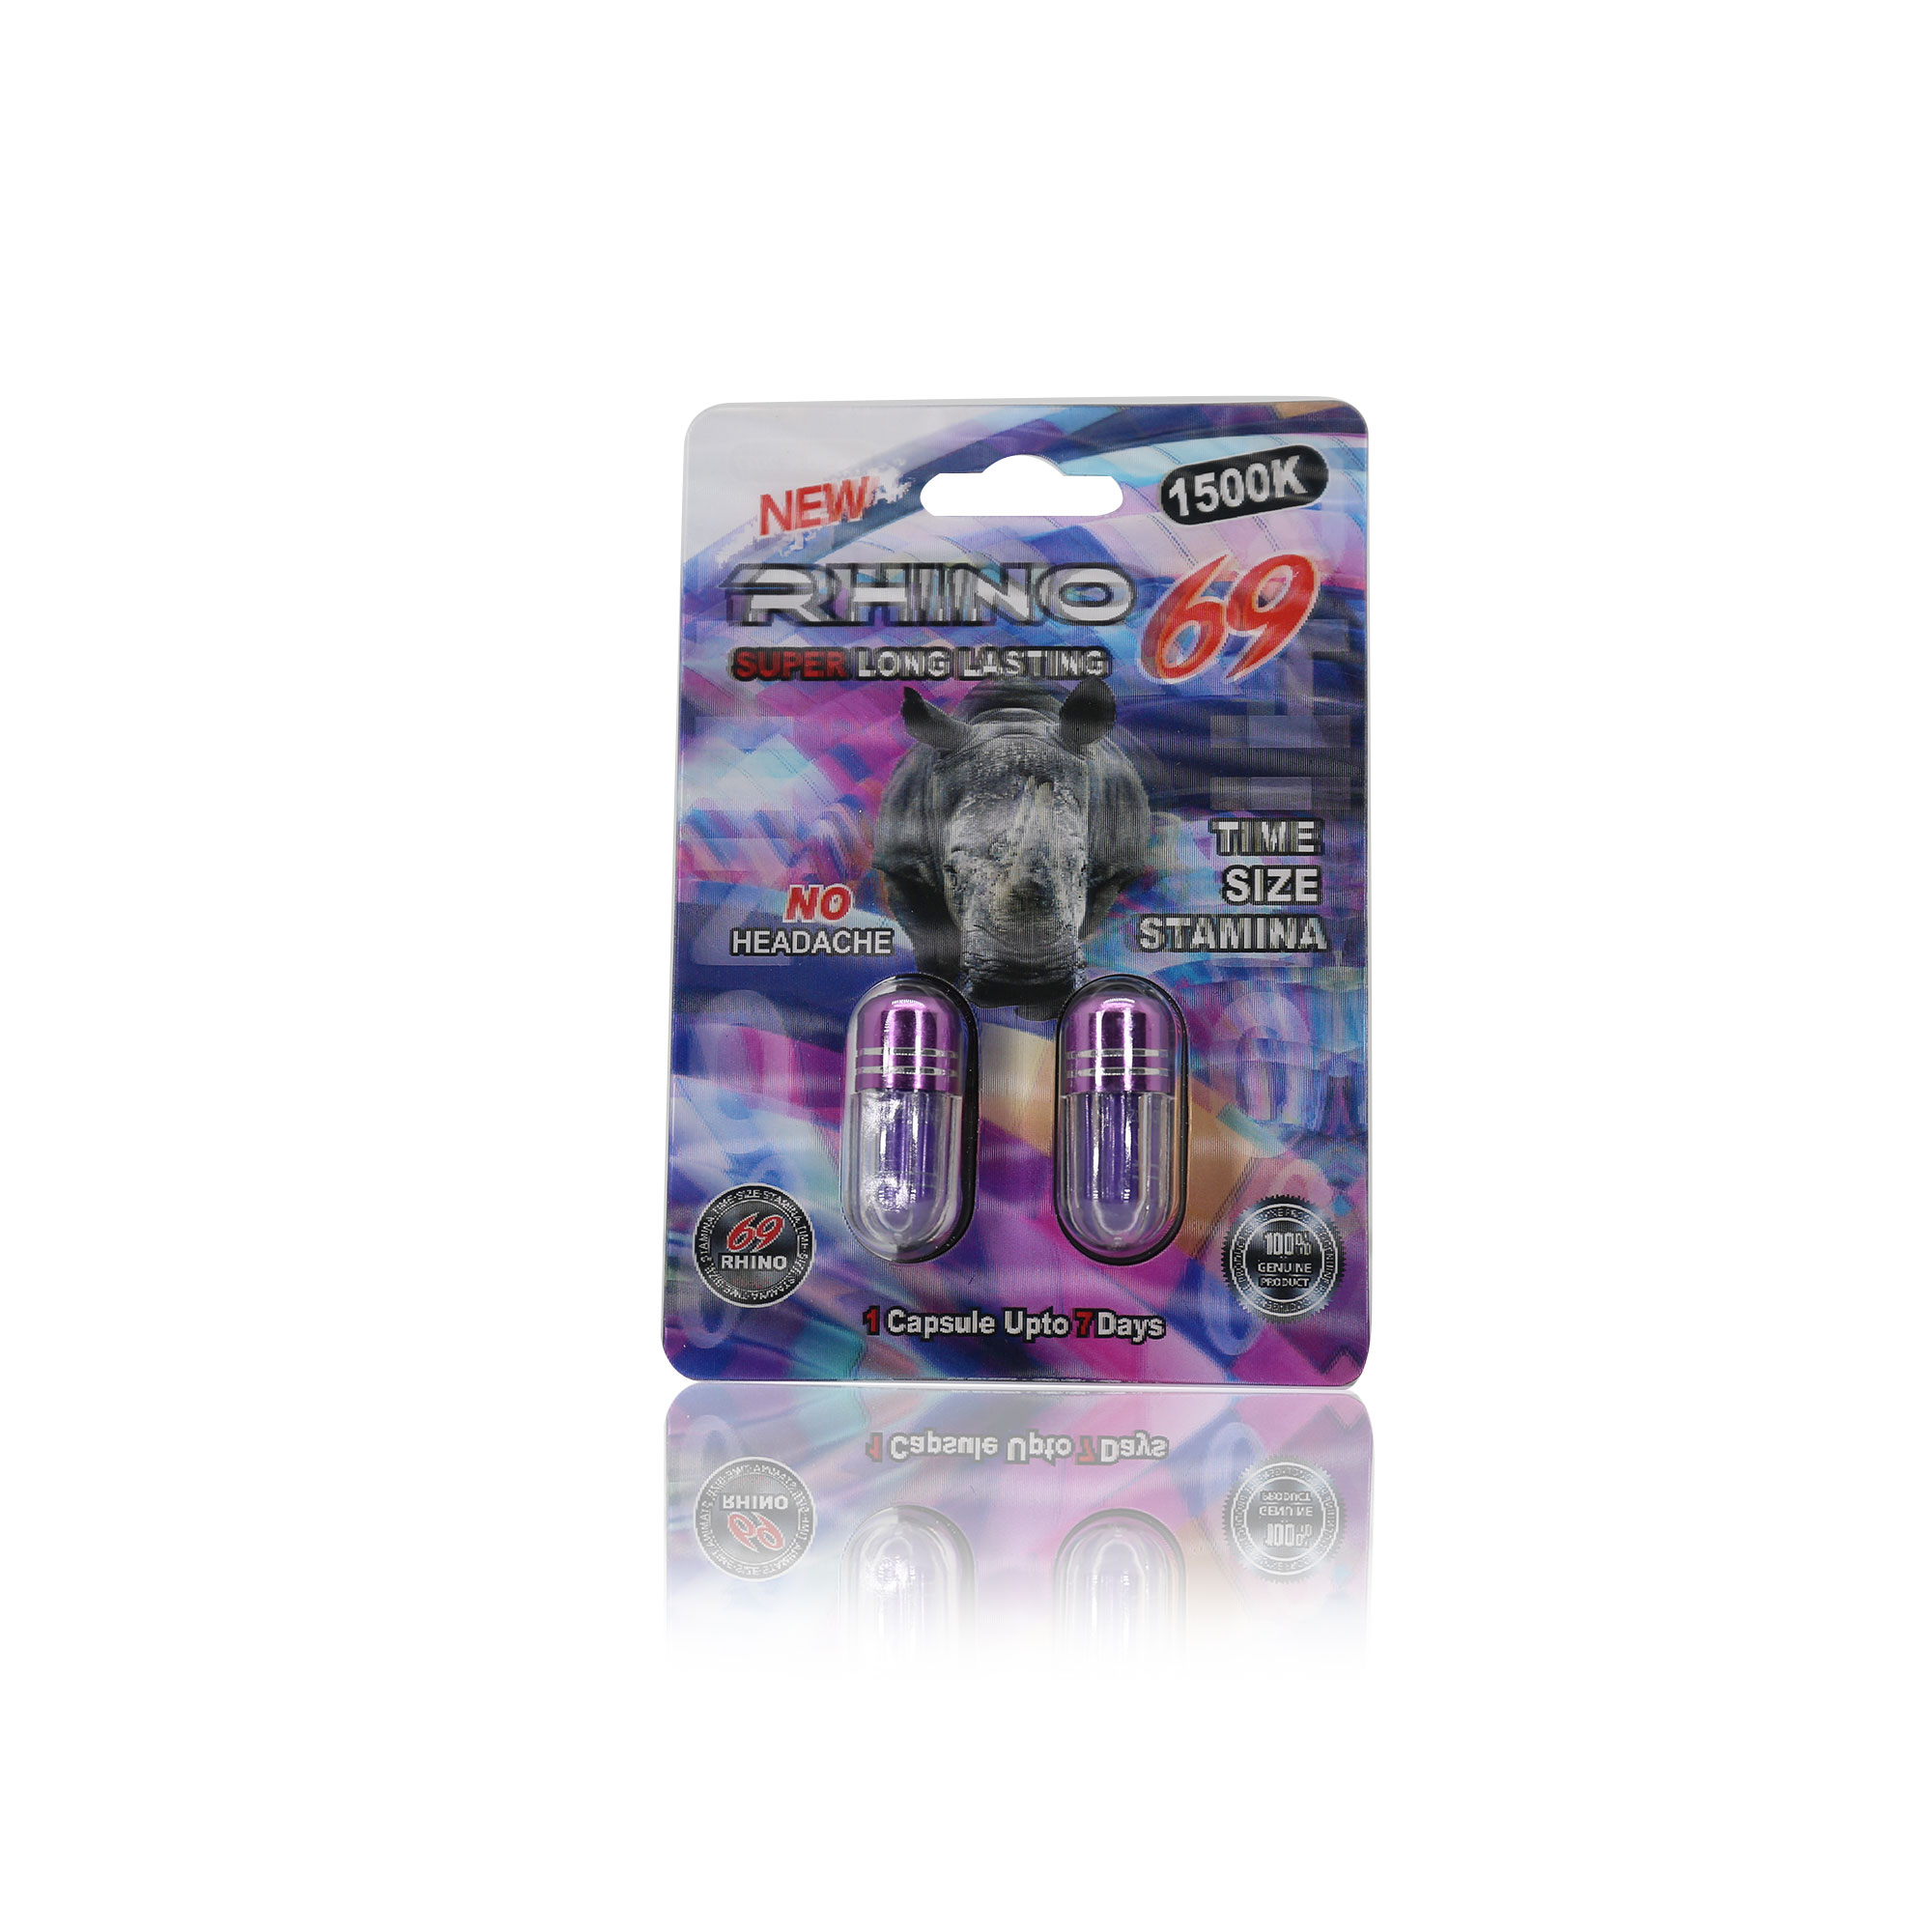 NEW
1500K
RHINO 69
SUPER LONG LASTING
TIME
SIZE
STAMINA
NO
HEADACHE
69
RHINO
100%
GENUINE
PRODUCT
1 Capsule Upto 7 Days